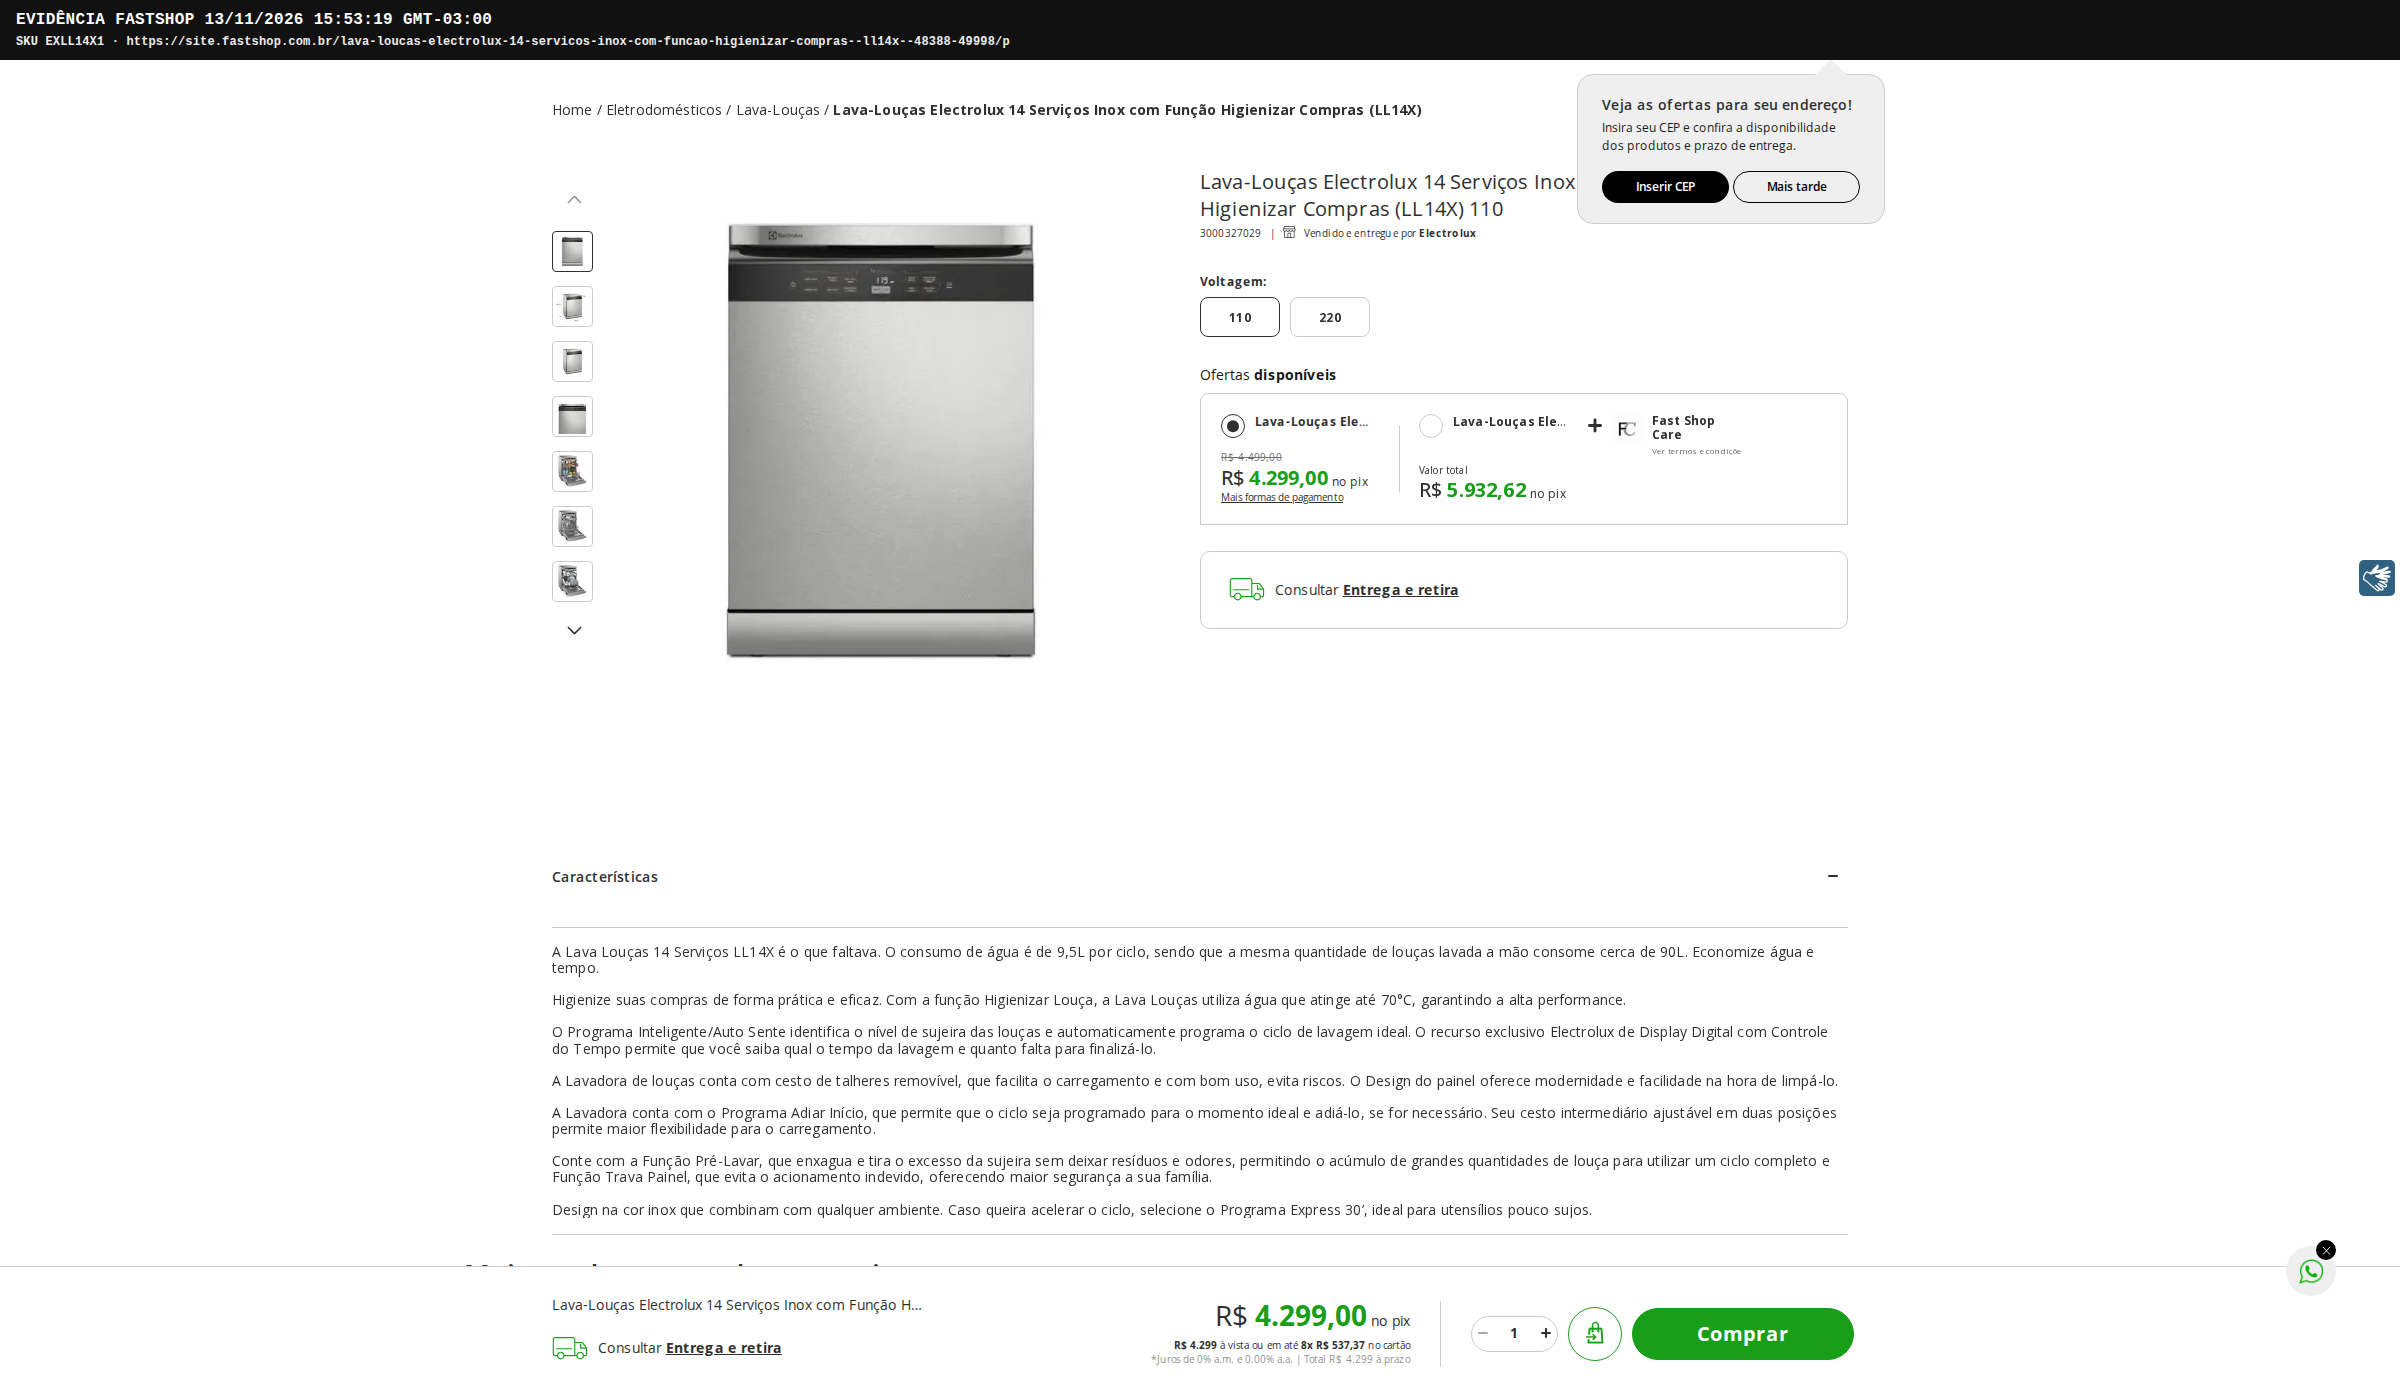 EVIDÊNCIA FASTSHOP 13/11/2026 15:53:19 GMT-03:00
SKU EXLL14X1 · https://site.fastshop.com.br/lava-loucas-electrolux-14-servicos-inox-com-funcao-higienizar-compras--ll14x--48388-49998/p
Veja as ofertas para seu endereço!
Insira seu CEP e confira a disponibilidade
dos produtos e prazo de entrega.
Inserir CEP
Mais tarde
Home / Eletrodomésticos / Lava-Louças / Lava-Louças Electrolux 14 Serviços Inox com Função Higienizar Compras (LL14X)
Lava-Louças Electrolux 14 Serviços Inox
Higienizar Compras (LL14X) 110
3000327029 | Vendido e entregue por Electrolux
Electrolux
Voltagem:
110
220
Ofertas disponíveis
Lava-Louças Ele...
R$ 4.499,00
R$ 4.299,00 no pix
Mais formas de pagamento
Lava-Louças Ele...
+
FC
Fast Shop
Care
Ver termos e condiçõe
Valor total
R$ 5.932,62 no pix
Consultar Entrega e retira
Características
A Lava Louças 14 Serviços LL14X é o que faltava. O consumo de água é de 9,5L por ciclo, sendo que a mesma quantidade de louças lavada a mão consome cerca de 90L. Economize água e
tempo.
Higienize suas compras de forma prática e eficaz. Com a função Higienizar Louça, a Lava Louças utiliza água que atinge até 70°C, garantindo a alta performance.
O Programa Inteligente/Auto Sente identifica o nível de sujeira das louças e automaticamente programa o ciclo de lavagem ideal. O recurso exclusivo Electrolux de Display Digital com Controle
do Tempo permite que você saiba qual o tempo da lavagem e quanto falta para finalizá-lo.
A Lavadora de louças conta com cesto de talheres removível, que facilita o carregamento e com bom uso, evita riscos. O Design do painel oferece modernidade e facilidade na hora de limpá-lo.
A Lavadora conta com o Programa Adiar Início, que permite que o ciclo seja programado para o momento ideal e adiá-lo, se for necessário. Seu cesto intermediário ajustável em duas posições
permite maior flexibilidade para o carregamento.
Conte com a Função Pré-Lavar, que enxagua e tira o excesso da sujeira sem deixar resíduos e odores, permitindo o acúmulo de grandes quantidades de louça para utilizar um ciclo completo e
Função Trava Painel, que evita o acionamento indevido, oferecendo maior segurança a sua família.
Design na cor inox que combinam com qualquer ambiente. Caso queira acelerar o ciclo, selecione o Programa Express 30’, ideal para utensílios pouco sujos.
Lava-Louças Electrolux 14 Serviços Inox com Função H...
Consultar Entrega e retira
R$ 4.299,00 no pix
R$ 4.299 à vista ou em até 8x R$ 537,37 no cartão
*Juros de 0% a.m. e 0.00% a.a. | Total R$ 4.299 à prazo
1
Comprar